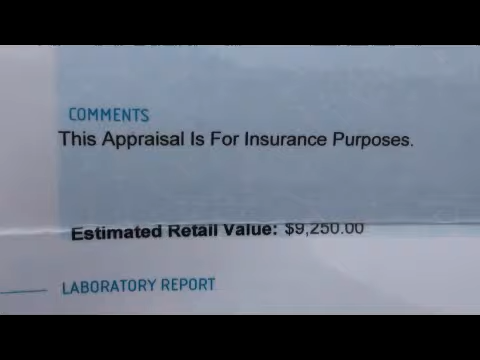 COMMENTS
This Appraisal Is For Insurance Purposes.
Estimated Retail Value: $9,250.00
LABORATORY REPORT